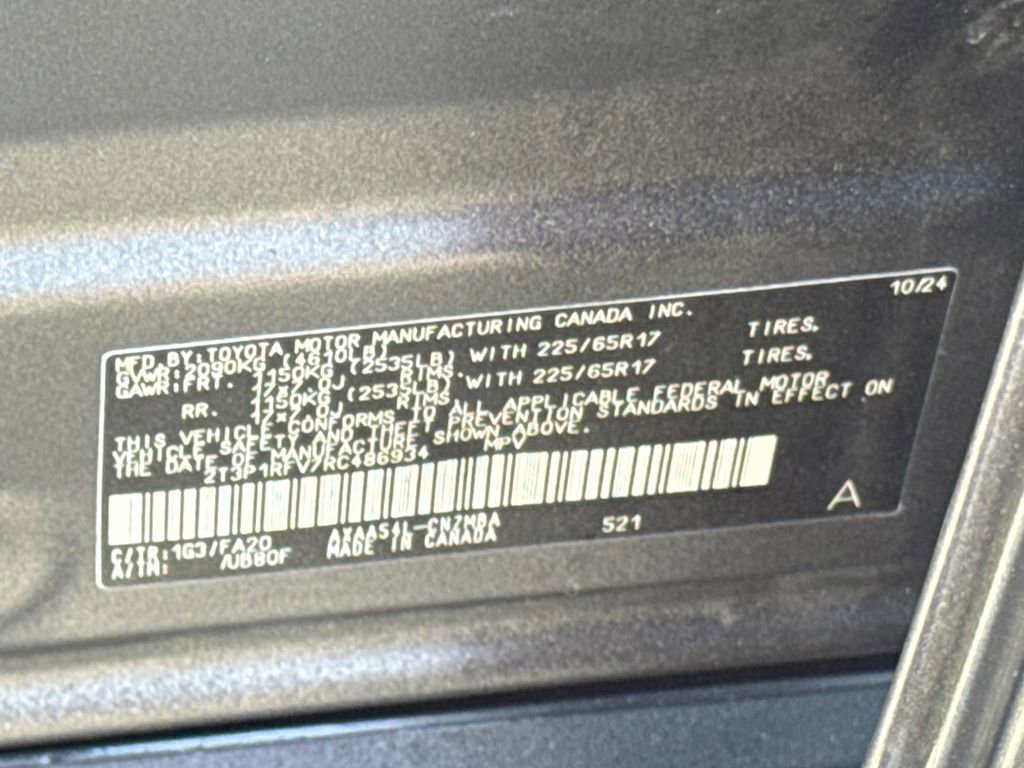 10/24
MFD BY: TOYOTA MOTOR MANUFACTURING CANADA INC.
GVWR: 2090KG (4610LB)
GAWR: FRT. 1150KG (2535LB) WITH 225/65R17 TIRES.
17x7.0J RIMS.
RR. 1150KG (2535LB) WITH 225/65R17 TIRES.
17x7.0J RIMS.
THIS VEHICLE CONFORMS TO ALL APPLICABLE FEDERAL MOTOR
VEHICLE SAFETY AND THEFT PREVENTION STANDARDS IN EFFECT ON
THE DATE OF MANUFACTURE SHOWN ABOVE.
2T3P1RFV7RC486934 MPV
A
C/TR: 1G3/FA20 AXAA54L-CNZMBA 521
A/TM: /UB80F MADE IN CANADA